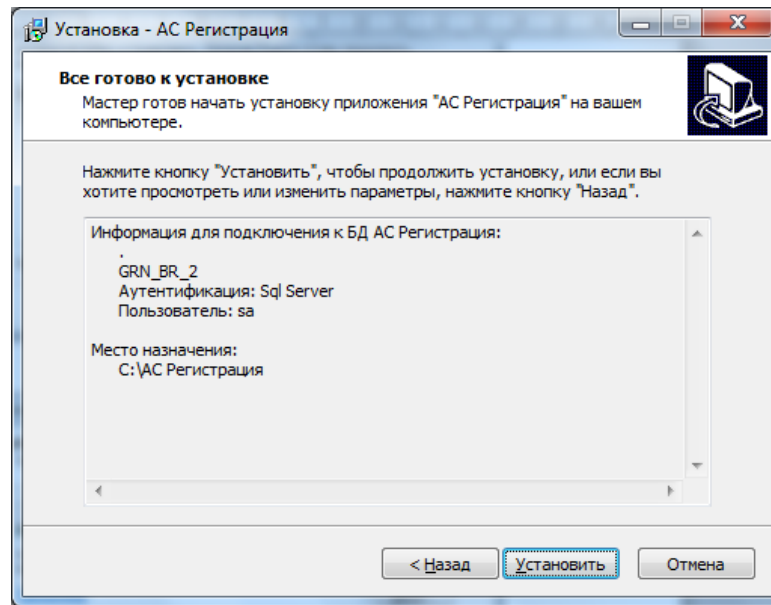 Установка - АС Регистрация
Все готово к установке
Мастер готов начать установку приложения "АС Регистрация" на вашем
компьютере.
Нажмите кнопку "Установить", чтобы продолжить установку, или если вы
хотите просмотреть или изменить параметры, нажмите кнопку "Назад".
Информация для подключения к БД АС Регистрация:
.
GRN_BR_2
Аутентификация: Sql Server
Пользователь: sa
Место назначения:
C:\АС Регистрация
< Назад
Установить
Отмена